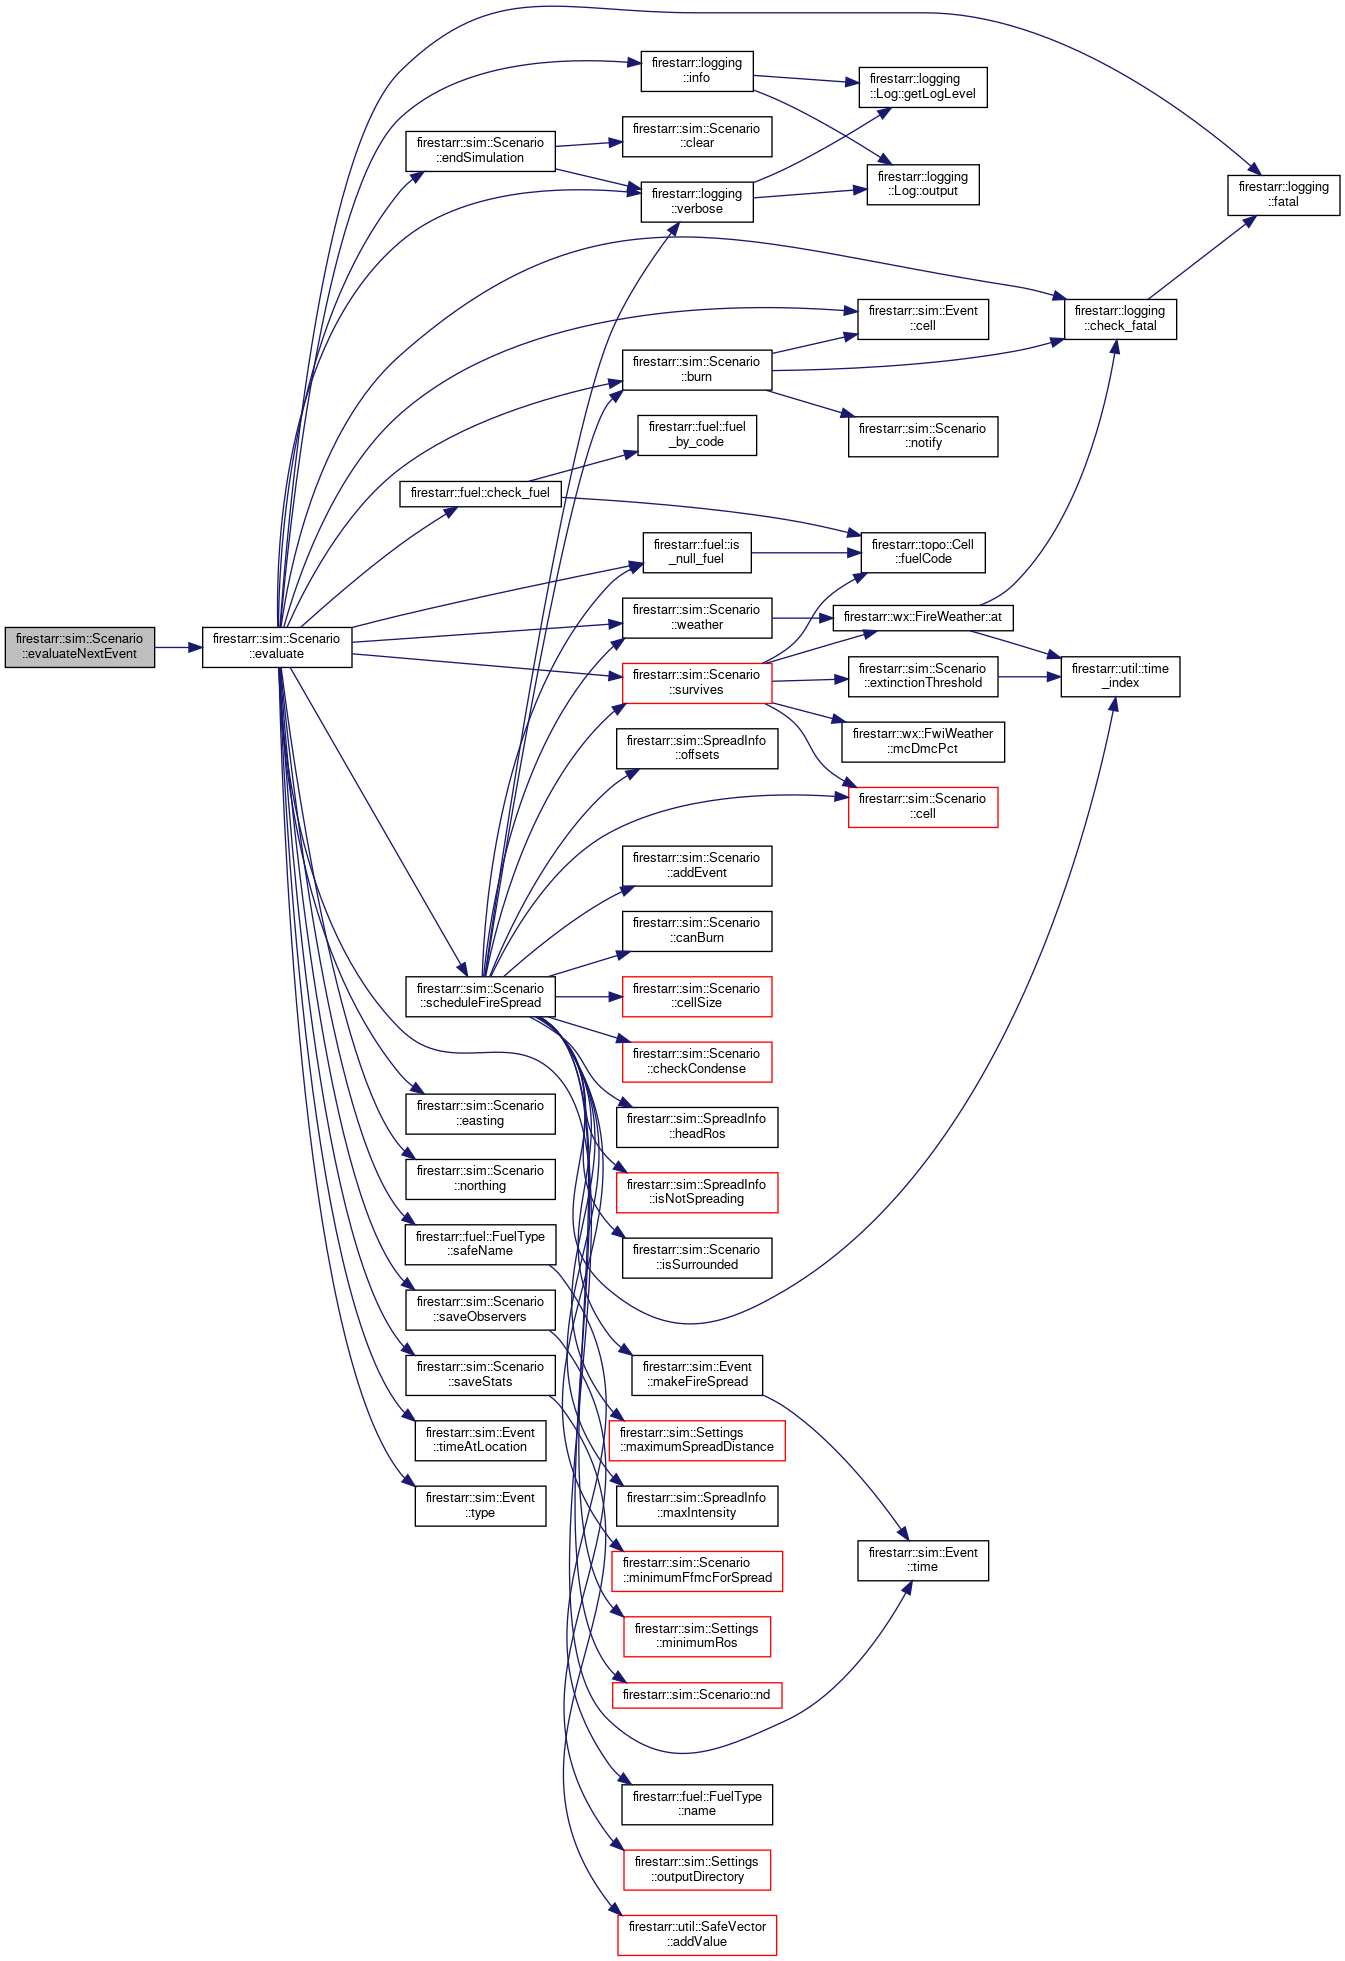 firestarr::sim::Scenario
::evaluateNextEvent
firestarr::sim::Scenario
::evaluate
firestarr::sim::Scenario
::endSimulation
firestarr::fuel::check_fuel
firestarr::sim::Scenario
::scheduleFireSpread
firestarr::sim::Scenario
::easting
firestarr::sim::Scenario
::northing
firestarr::fuel::FuelType
::safeName
firestarr::sim::Scenario
::saveObservers
firestarr::sim::Scenario
::saveStats
firestarr::sim::Event
::timeAtLocation
firestarr::sim::Event
::type
firestarr::logging
::info
firestarr::sim::Scenario
::clear
firestarr::logging
::verbose
firestarr::sim::Scenario
::burn
firestarr::fuel::fuel
_by_code
firestarr::fuel::is
_null_fuel
firestarr::sim::Scenario
::weather
firestarr::sim::Scenario
::survives
firestarr::sim::SpreadInfo
::offsets
firestarr::sim::Scenario
::addEvent
firestarr::sim::Scenario
::canBurn
firestarr::sim::Scenario
::cellSize
firestarr::sim::Scenario
::checkCondense
firestarr::sim::SpreadInfo
::headRos
firestarr::sim::SpreadInfo
::isNotSpreading
firestarr::sim::Scenario
::isSurrounded
firestarr::sim::Event
::makeFireSpread
firestarr::sim::Settings
::maximumSpreadDistance
firestarr::sim::SpreadInfo
::maxIntensity
firestarr::sim::Scenario
::minimumFfmcForSpread
firestarr::sim::Settings
::minimumRos
firestarr::sim::Scenario::nd
firestarr::fuel::FuelType
::name
firestarr::sim::Settings
::outputDirectory
firestarr::util::SafeVector
::addValue
firestarr::logging
::Log::getLogLevel
firestarr::logging
::Log::output
firestarr::sim::Event
::cell
firestarr::sim::Scenario
::notify
firestarr::topo::Cell
::fuelCode
firestarr::wx::FireWeather::at
firestarr::sim::Scenario
::extinctionThreshold
firestarr::wx::FwiWeather
::mcDmcPct
firestarr::sim::Scenario
::cell
firestarr::sim::Event
::time
firestarr::logging
::check_fatal
firestarr::util::time
_index
firestarr::logging
::fatal